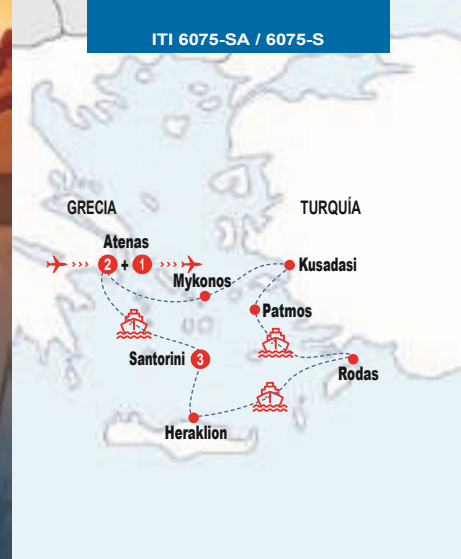 ITI 6075-SA / 6075-S
GRECIA
TURQUÍA
Atenas
2 + 1
Mykonos
Kusadasi
Patmos
Santorini 3
Rodas
Heraklion